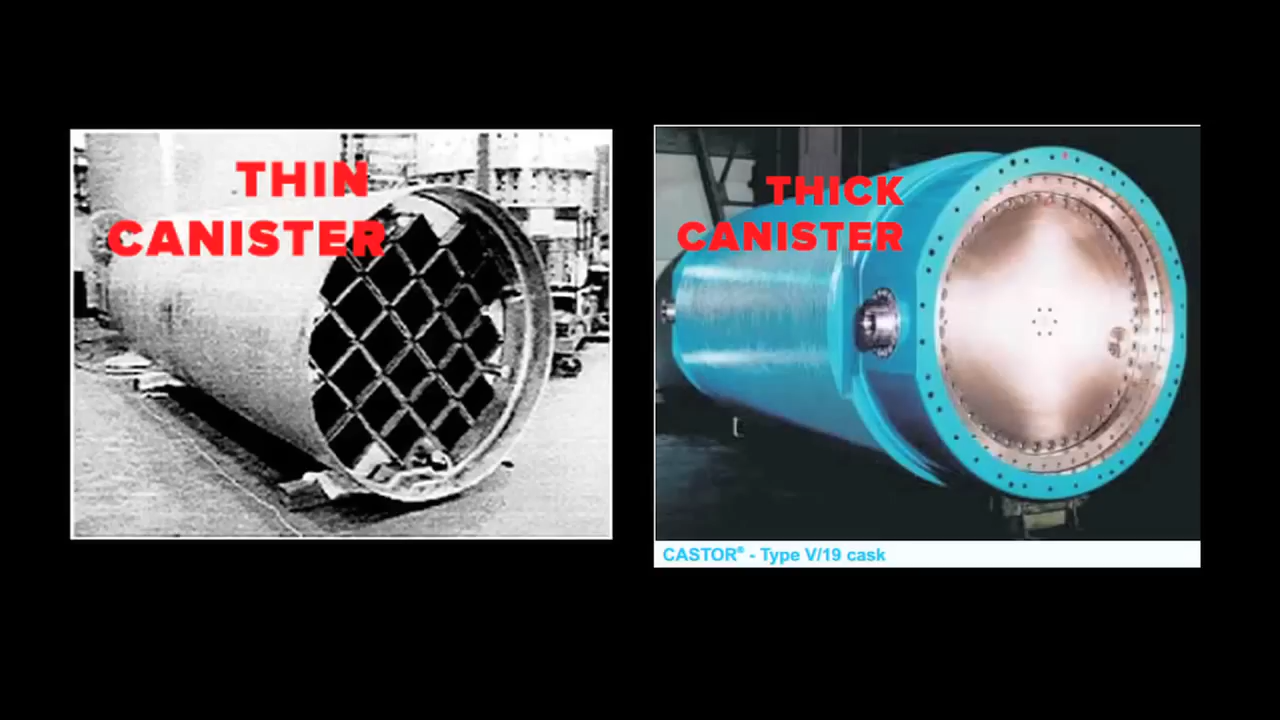 THIN
CANISTER
THICK
CANISTER
CASTOR® - Type V/19 cask